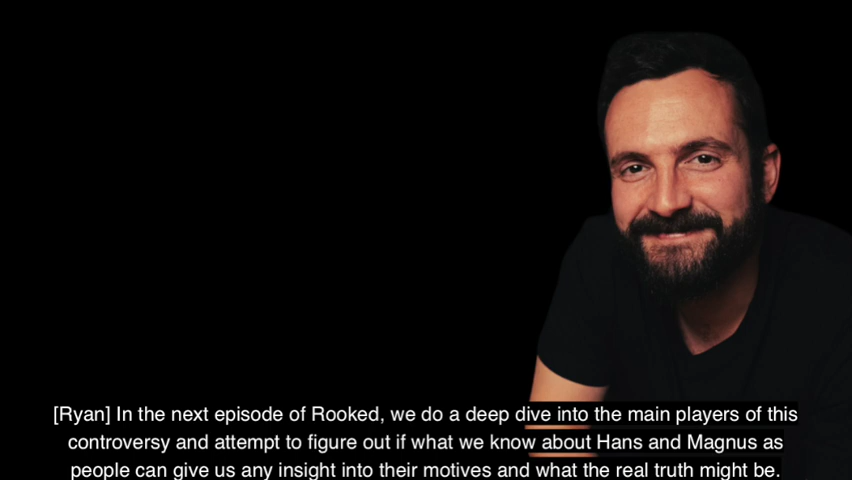 [Ryan] In the next episode of Rooked, we do a deep dive into the main players of this
controversy and attempt to figure out if what we know about Hans and Magnus as
people can give us any insight into their motives and what the real truth might be.